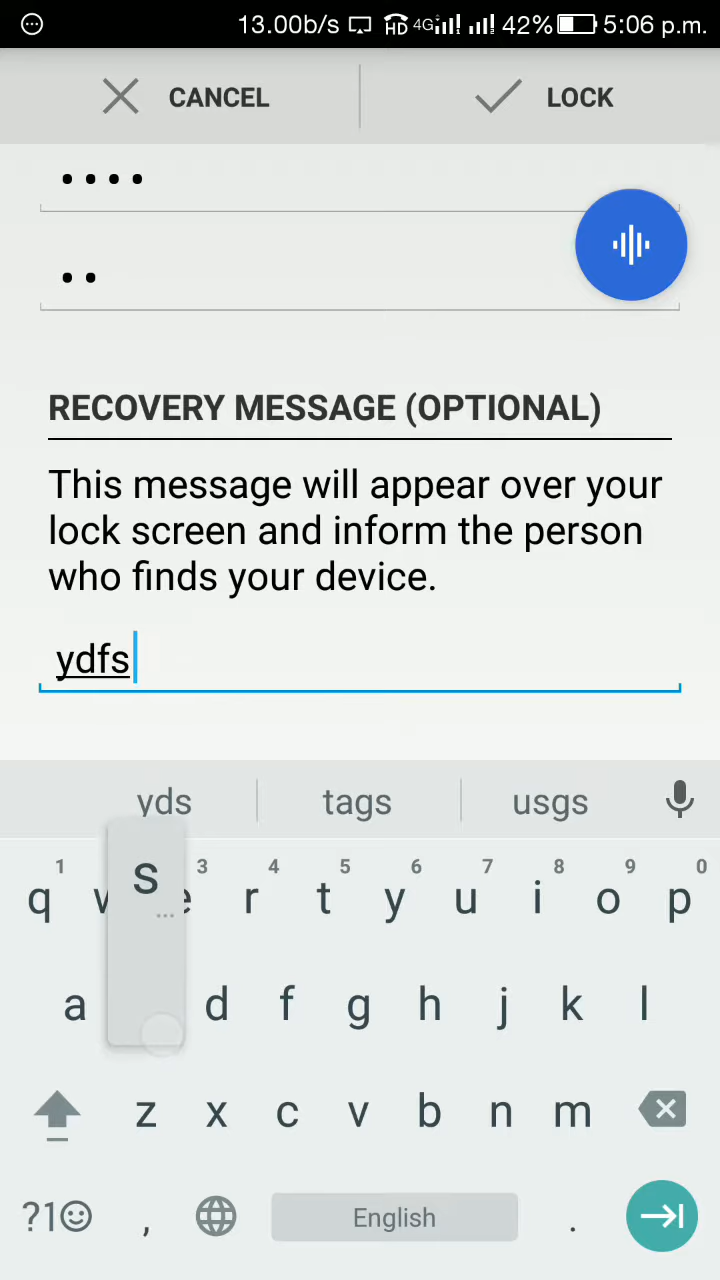 13.00b/s HD 4G 42% 5:06 p.m.
CANCEL LOCK
••••
••
RECOVERY MESSAGE (OPTIONAL)
This message will appear over your
lock screen and inform the person
who finds your device.
ydfs
yds tags usgs
1 3 4 5 6 7 8 9 0
q w e r t y u i o p
s
...
a d f g h j k l
z x c v b n m
?1☺ , English .